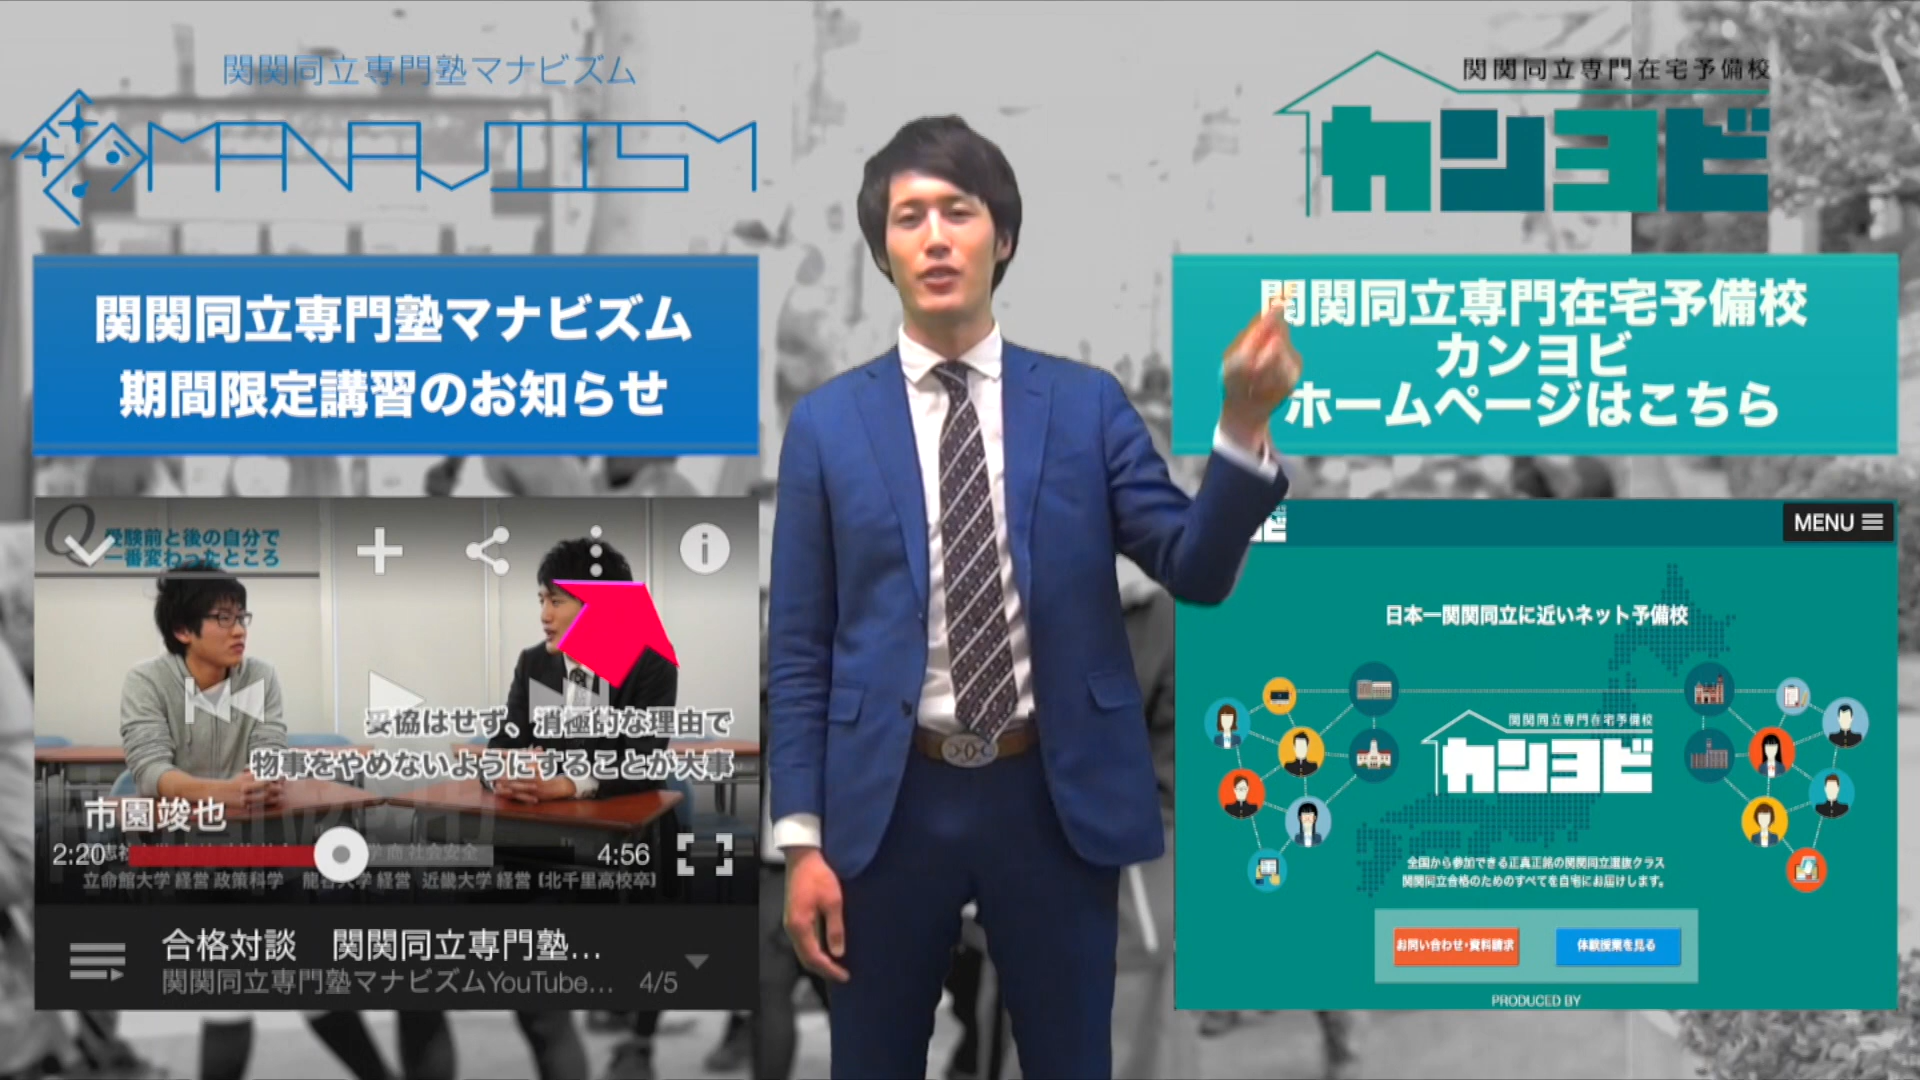 関関同立専門塾マナビズム
MANAVIISM
関関同立専門塾マナビズム
期間限定講習のお知らせ
Q 受験前と後の自分で
一番変わったところ
妥協はせず、消極的な理由で
物事をやめないようにすることが大事
市園竣也
2:20
4:56
立命館大学 経営 政策科学 龍谷大学 経営 近畿大学 経営 [北千里高校卒]
合格対談 関関同立専門塾...
関関同立専門塾マナビズムYouTube... 4/5
関関同立専門在宅予備校
カンヨビ
関関同立専門在宅予備校
カンヨビ
ホームページはこちら
MENU
日本一関関同立に近いネット予備校
関関同立専門在宅予備校
カンヨビ
全国から参加できる正真正銘の関関同立選抜クラス
関関同立合格のためのすべてを自宅にお届けします。
お問い合わせ・資料請求
体験授業を見る
PRODUCED BY